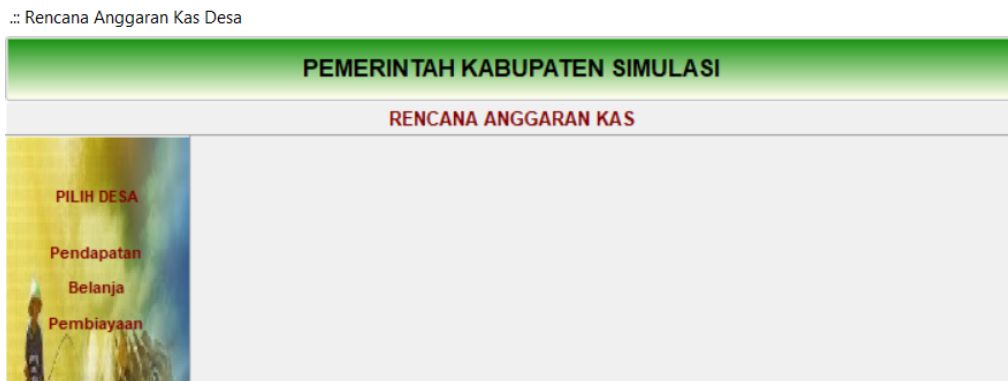 .:: Rencana Anggaran Kas Desa
PEMERINTAH KABUPATEN SIMULASI
RENCANA ANGGARAN KAS
PILIH DESA
Pendapatan
Belanja
Pembiayaan